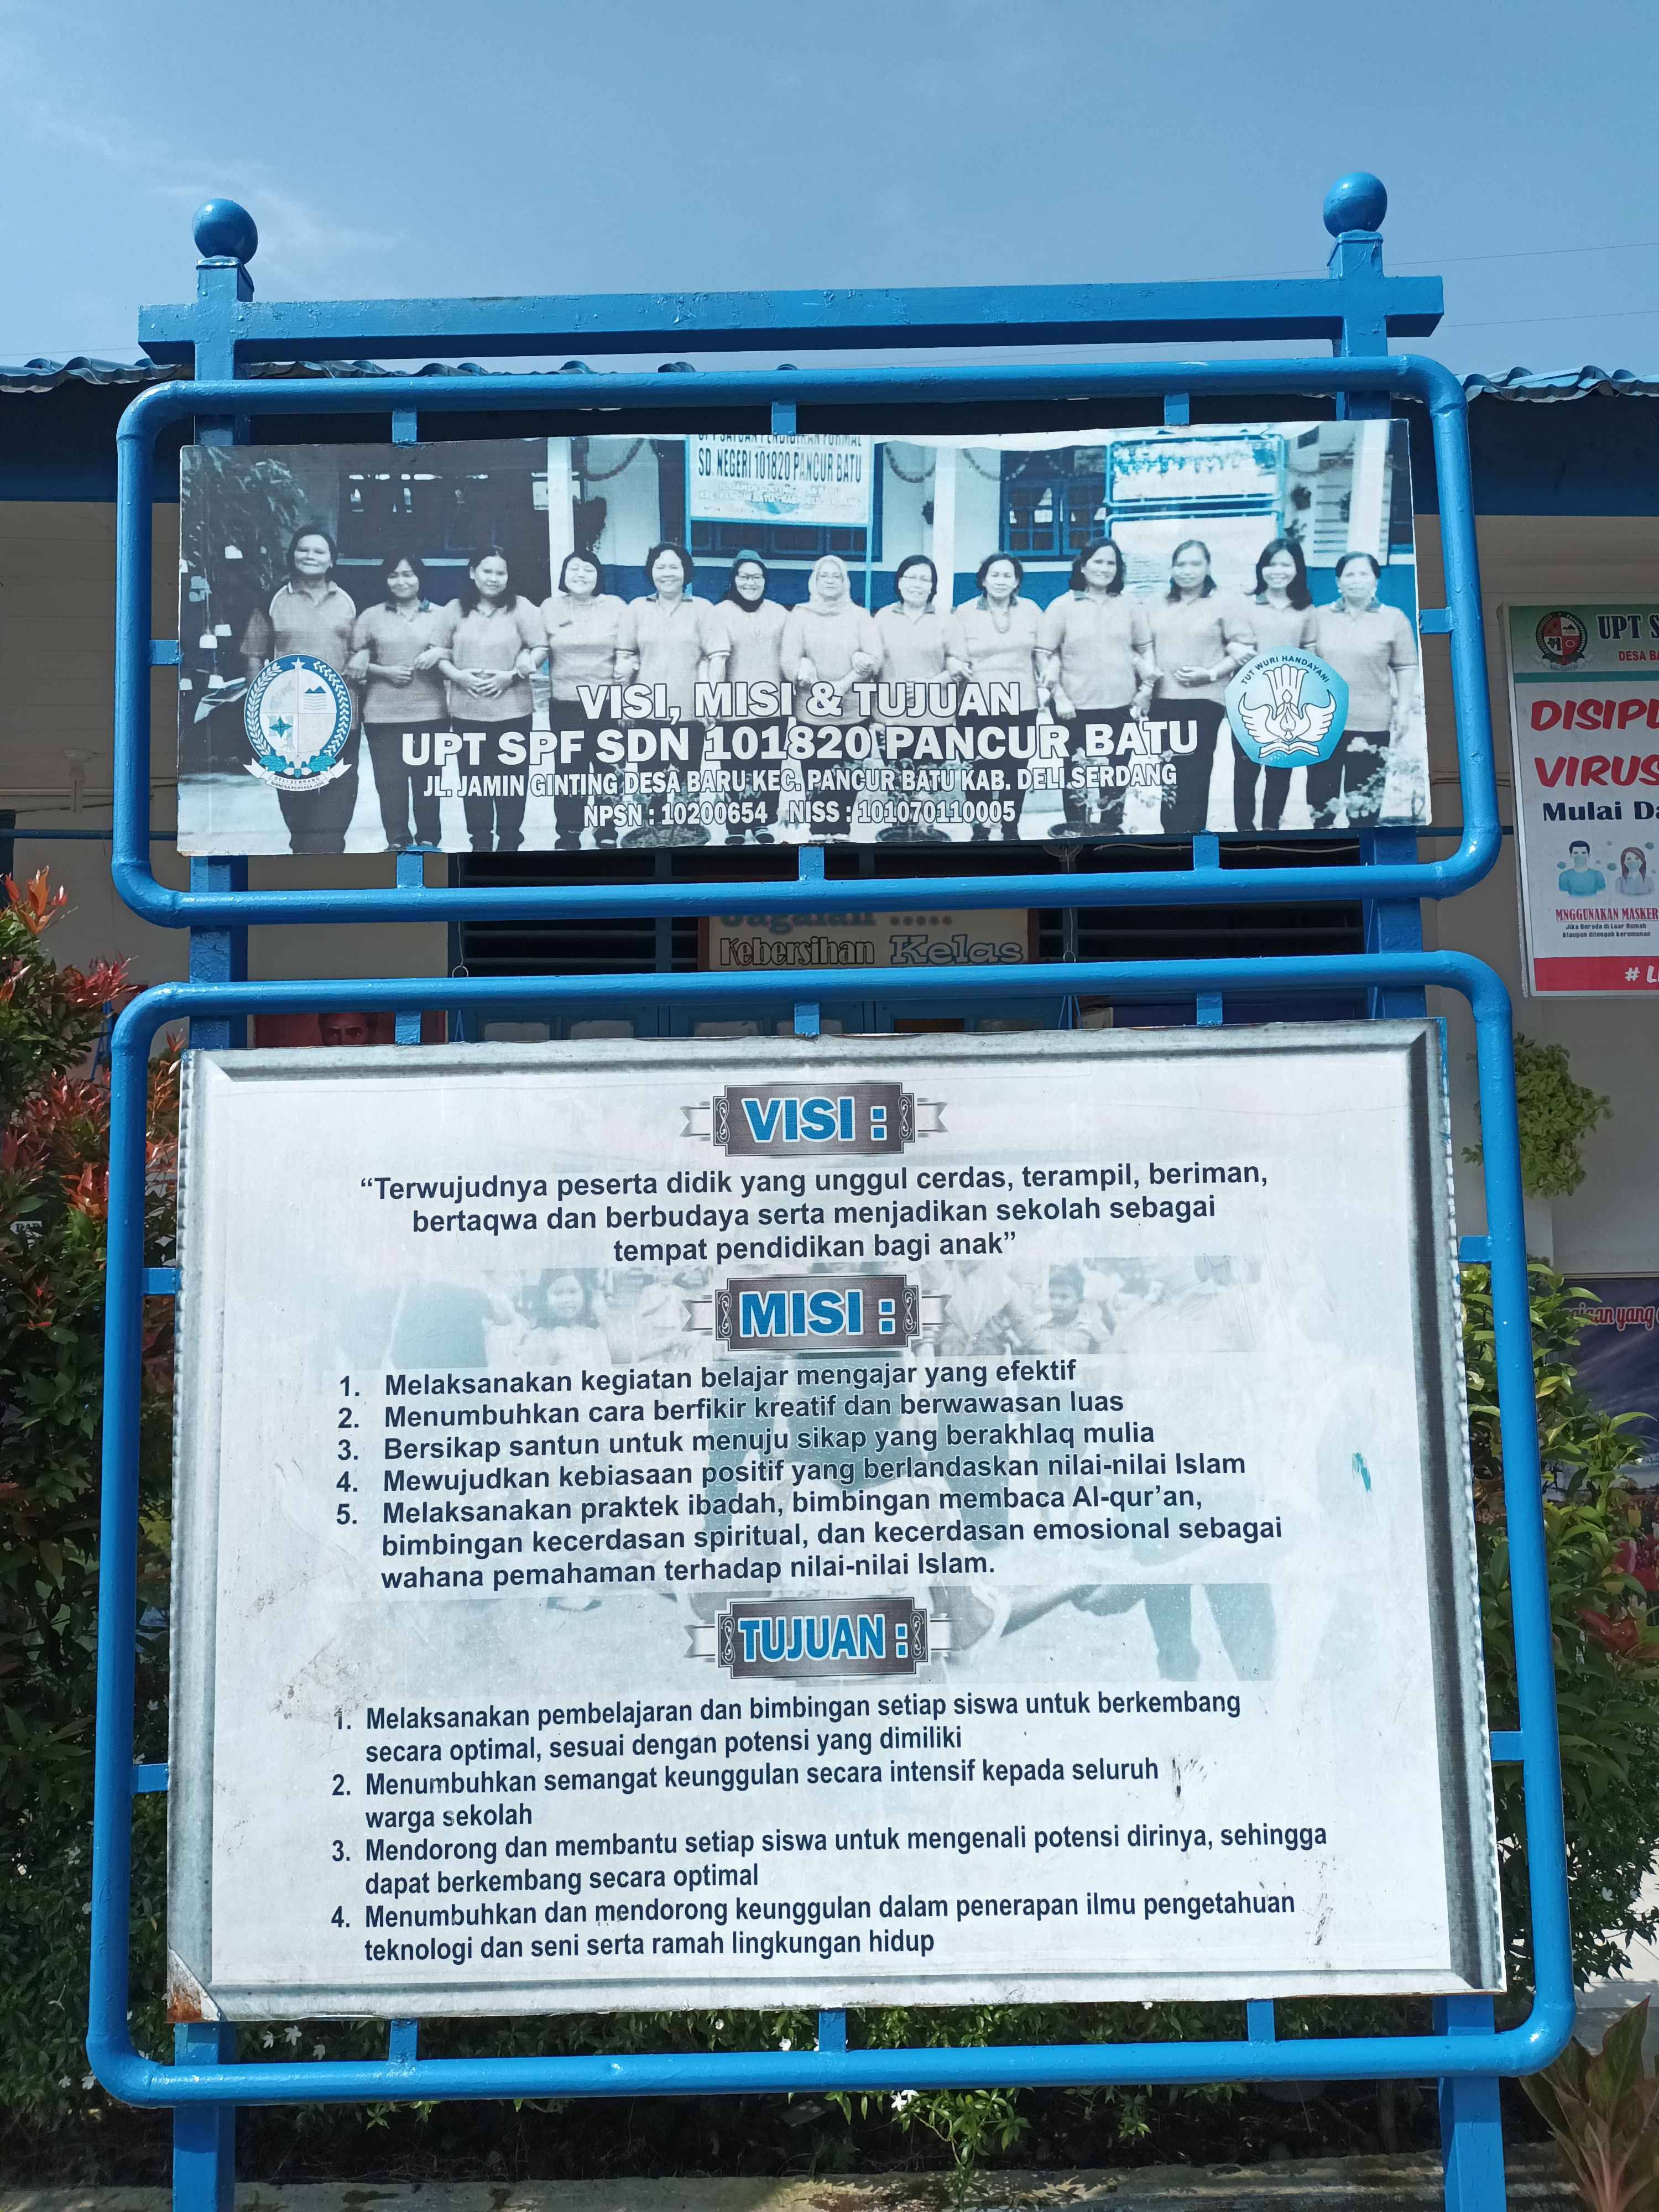 SD NEGERI 101820 PANCUR BATU
TUT WURI HANDAYANI
VISI, MISI & TUJUAN
UPT SPF SDN 101820 PANCUR BATU
JL. JAMIN GINTING DESA BARU KEC. PANCUR BATU KAB. DELI SERDANG
NPSN : 10200654 NISS : 101070110005
Kebersihan Kelas
VISI :
“Terwujudnya peserta didik yang unggul cerdas, terampil, beriman,
bertaqwa dan berbudaya serta menjadikan sekolah sebagai
tempat pendidikan bagi anak”
MISI :
1. Melaksanakan kegiatan belajar mengajar yang efektif
2. Menumbuhkan cara berfikir kreatif dan berwawasan luas
3. Bersikap santun untuk menuju sikap yang berakhlaq mulia
4. Mewujudkan kebiasaan positif yang berlandaskan nilai-nilai Islam
5. Melaksanakan praktek ibadah, bimbingan membaca Al-qur’an,
bimbingan kecerdasan spiritual, dan kecerdasan emosional sebagai
wahana pemahaman terhadap nilai-nilai Islam.
TUJUAN :
1. Melaksanakan pembelajaran dan bimbingan setiap siswa untuk berkembang
secara optimal, sesuai dengan potensi yang dimiliki
2. Menumbuhkan semangat keunggulan secara intensif kepada seluruh
warga sekolah
3. Mendorong dan membantu setiap siswa untuk mengenali potensi dirinya, sehingga
dapat berkembang secara optimal
4. Menumbuhkan dan mendorong keunggulan dalam penerapan ilmu pengetahuan
teknologi dan seni serta ramah lingkungan hidup
UPT
DESA
VIRUS
Mulai
MNGGUNAKAN MASKER
Jika Berada di Luar Rumah
Ataupun ditengah kerumunan
yang